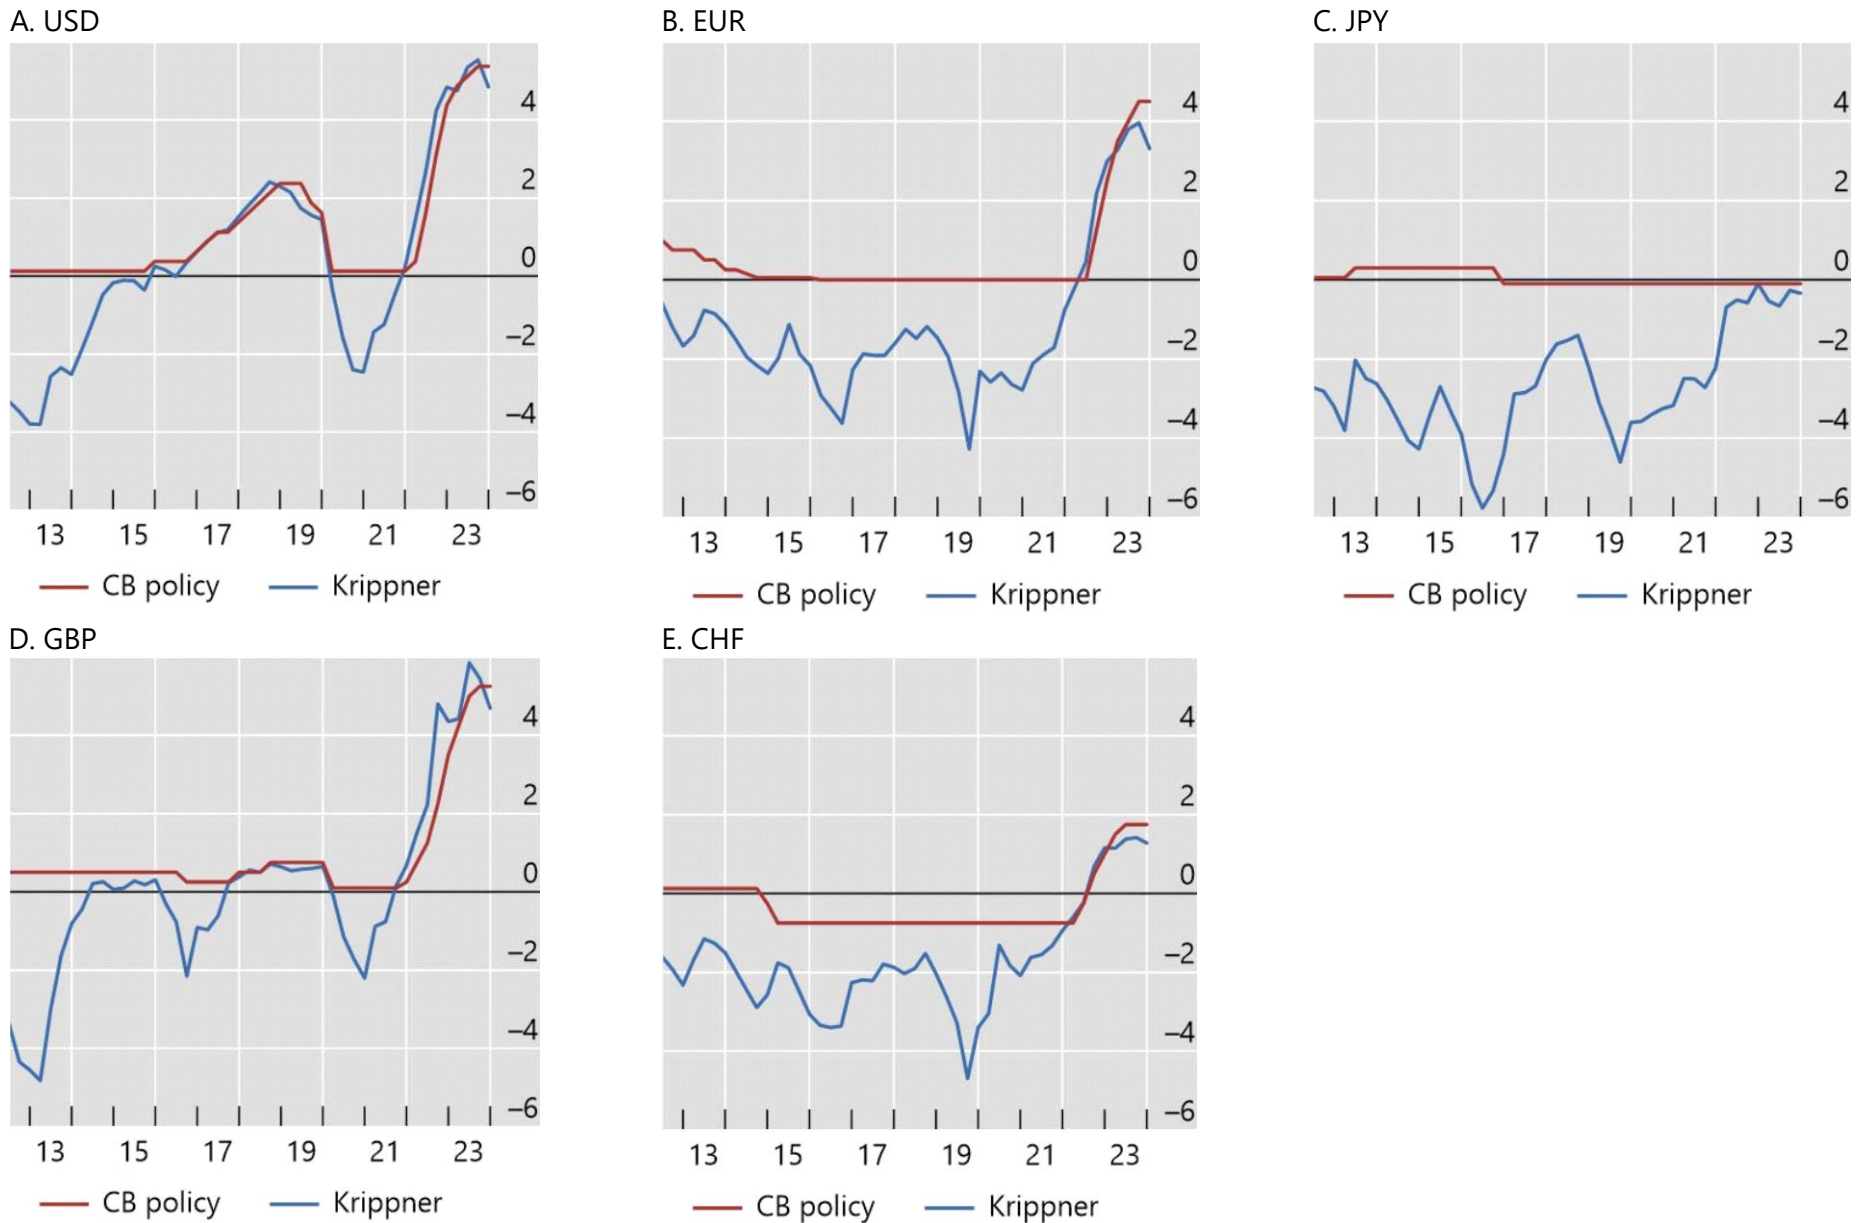 A. USD
4
2
0
–2
–4
–6
13 15 17 19 21 23
CB policy Krippner
B. EUR
4
2
0
–2
–4
–6
13 15 17 19 21 23
CB policy Krippner
C. JPY
4
2
0
–2
–4
–6
13 15 17 19 21 23
CB policy Krippner
D. GBP
4
2
0
–2
–4
–6
13 15 17 19 21 23
CB policy Krippner
E. CHF
4
2
0
–2
–4
–6
13 15 17 19 21 23
CB policy Krippner